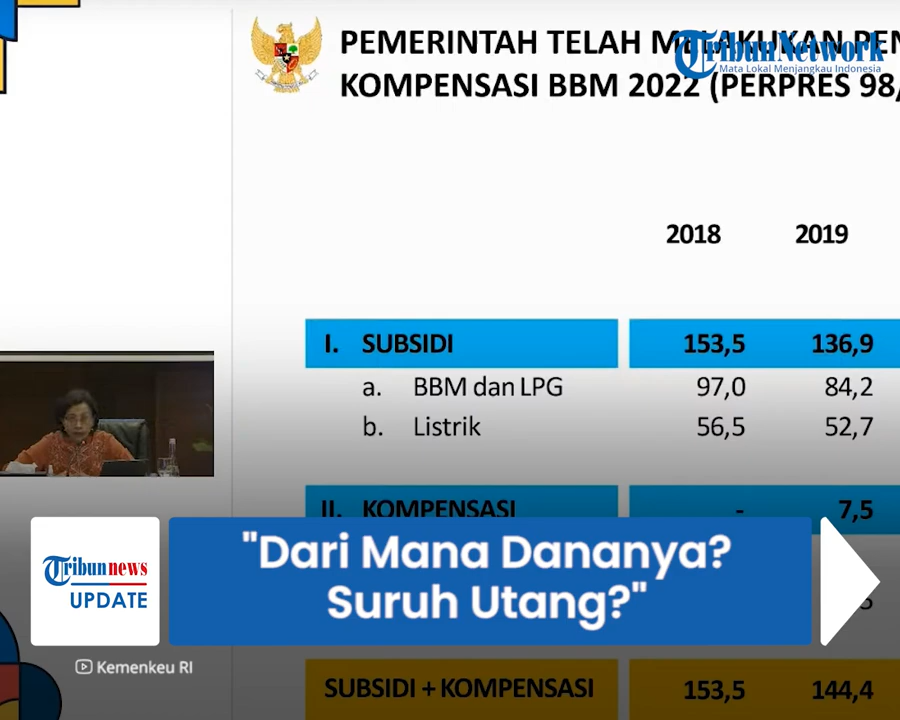 PEMERINTAH TELAH MELAKUKAN PEN
KOMPENSASI BBM 2022 (PERPRES 98/
TribunNetwork
Mata Lokal Menjangkau Indonesia
2018 2019
I. SUBSIDI 153,5 136,9
a. BBM dan LPG 97,0 84,2
b. Listrik 56,5 52,7
II. KOMPENSASI - 7,5
"Dari Mana Dananya?
Suruh Utang?"
Tribunnews
UPDATE
Kemenkeu RI
SUBSIDI + KOMPENSASI 153,5 144,4